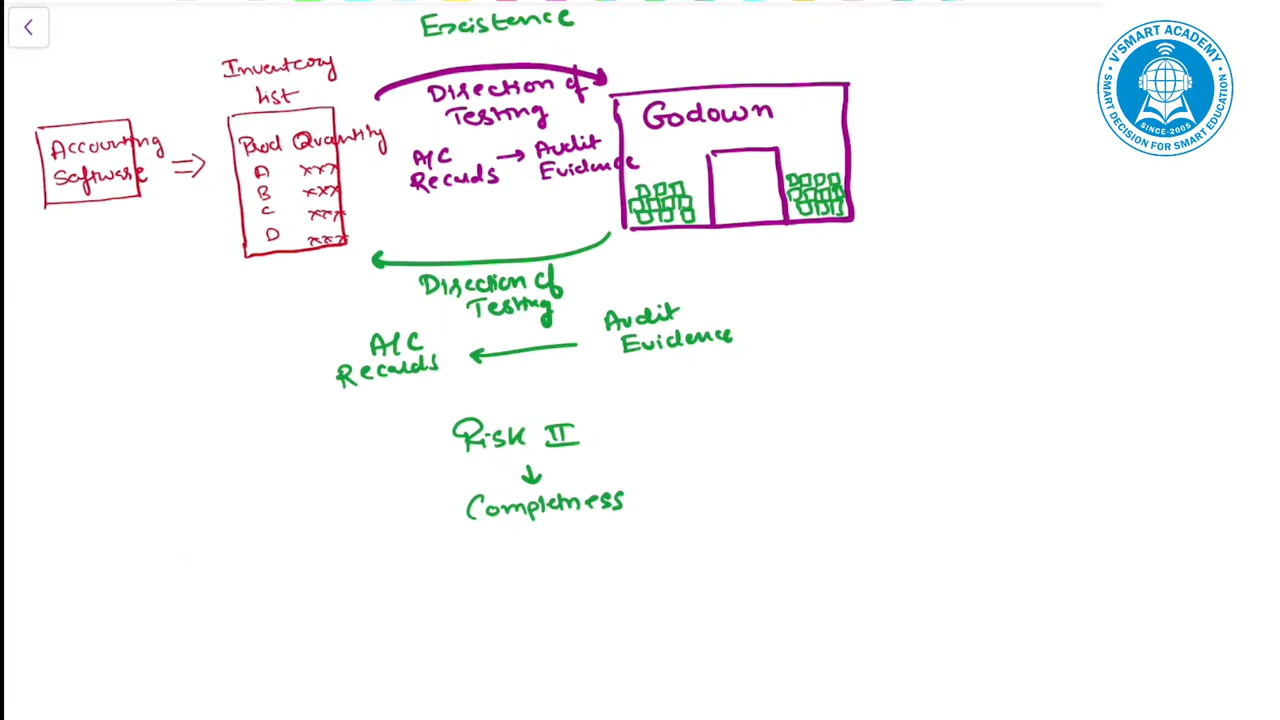 Existence
Inventory
List
Prod Quantity
A xxx
B xxx
C xxx
D xxx
Accounting
Software
Direction of
Testing
A/C
Records → Audit
Evidence
Godown
Direction of
Testing
Audit
Evidence
A/C
Records
Risk II
Completness
V'SMART ACADEMY
SINCE-2005
SMART DECISION FOR SMART EDUCATION